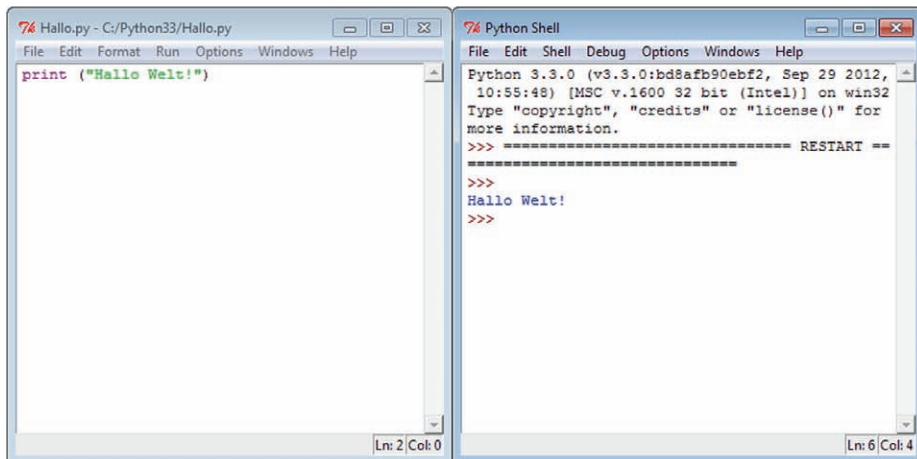 Hallo.py - C:/Python33/Hallo.py
File Edit Format Run Options Windows Help
print ("Hallo Welt!")
Ln: 2 Col: 0
Python Shell
File Edit Shell Debug Options Windows Help
Python 3.3.0 (v3.3.0:bd8afb90ebf2, Sep 29 2012,
10:55:48) [MSC v.1600 32 bit (Intel)] on win32
Type "copyright", "credits" or "license()" for
more information.
>>> ================================ RESTART ==
==============================
>>>
Hallo Welt!
>>>
Ln: 6 Col: 4